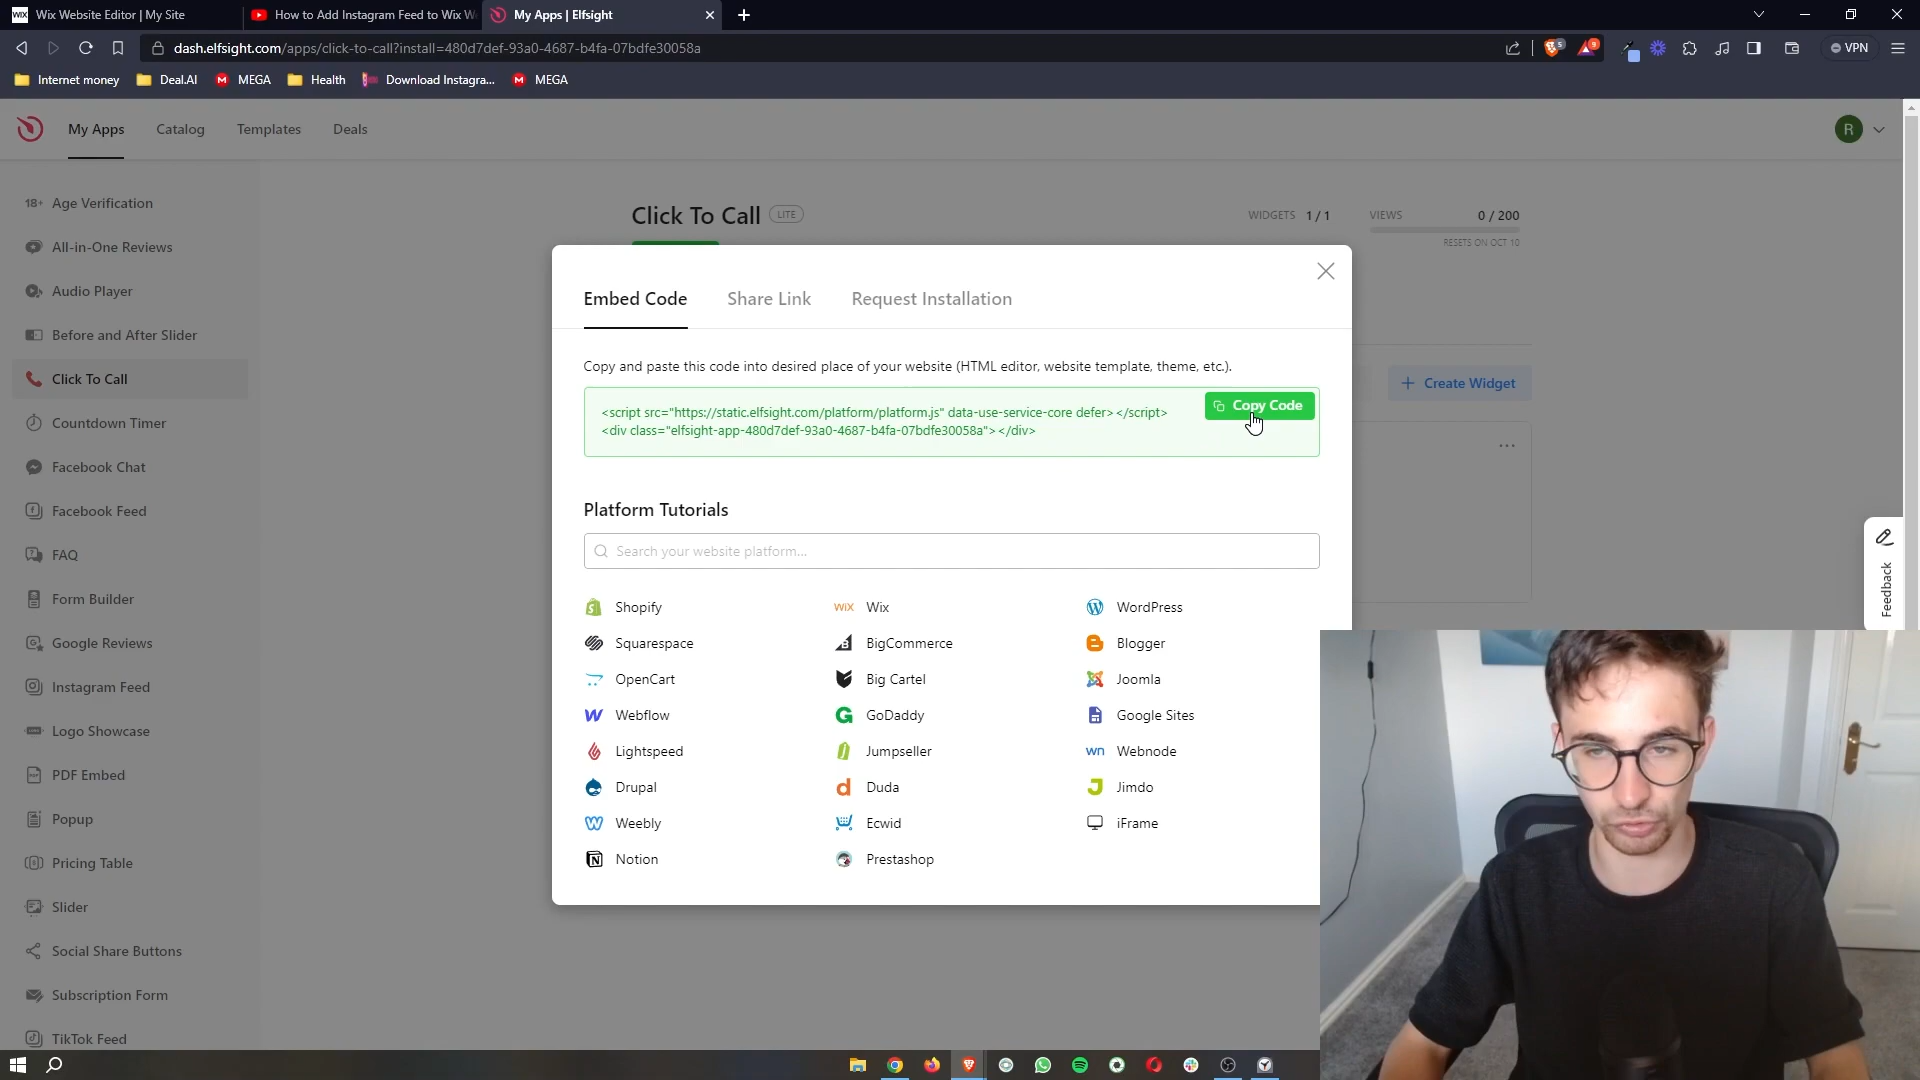 WIX Wix Website Editor | My Site
How to Add Instagram Feed to Wix W
My Apps | Elfsight
dash.elfsight.com/apps/click-to-call?install=480d7def-93a0-4687-b4fa-07bdfe30058a
VPN
Internet money
Deal.AI
MEGA
Health
Download Instagra...
MEGA
My Apps
Catalog
Templates
Deals
R
18+ Age Verification
All-in-One Reviews
Audio Player
Before and After Slider
Click To Call
Countdown Timer
Facebook Chat
Facebook Feed
FAQ
Form Builder
Google Reviews
Instagram Feed
Logo Showcase
PDF Embed
Popup
Pricing Table
Slider
Social Share Buttons
Subscription Form
TikTok Feed
Click To Call LITE
WIDGETS 1 / 1
VIEWS 0 / 200
RESETS ON OCT 10
Create Widget
Embed Code
Share Link
Request Installation
Copy and paste this code into desired place of your website (HTML editor, website template, theme, etc.).
<script src="https://static.elfsight.com/platform/platform.js" data-use-service-core defer></script>
<div class="elfsight-app-480d7def-93a0-4687-b4fa-07bdfe30058a"></div>
Copy Code
Platform Tutorials
Search your website platform...
Shopify
WiX Wix
WordPress
Squarespace
BigCommerce
Blogger
OpenCart
Big Cartel
Joomla
Webflow
GoDaddy
Google Sites
Lightspeed
Jumpseller
wn Webnode
Drupal
Duda
Jimdo
Weebly
Ecwid
iFrame
Notion
Prestashop
Feedback